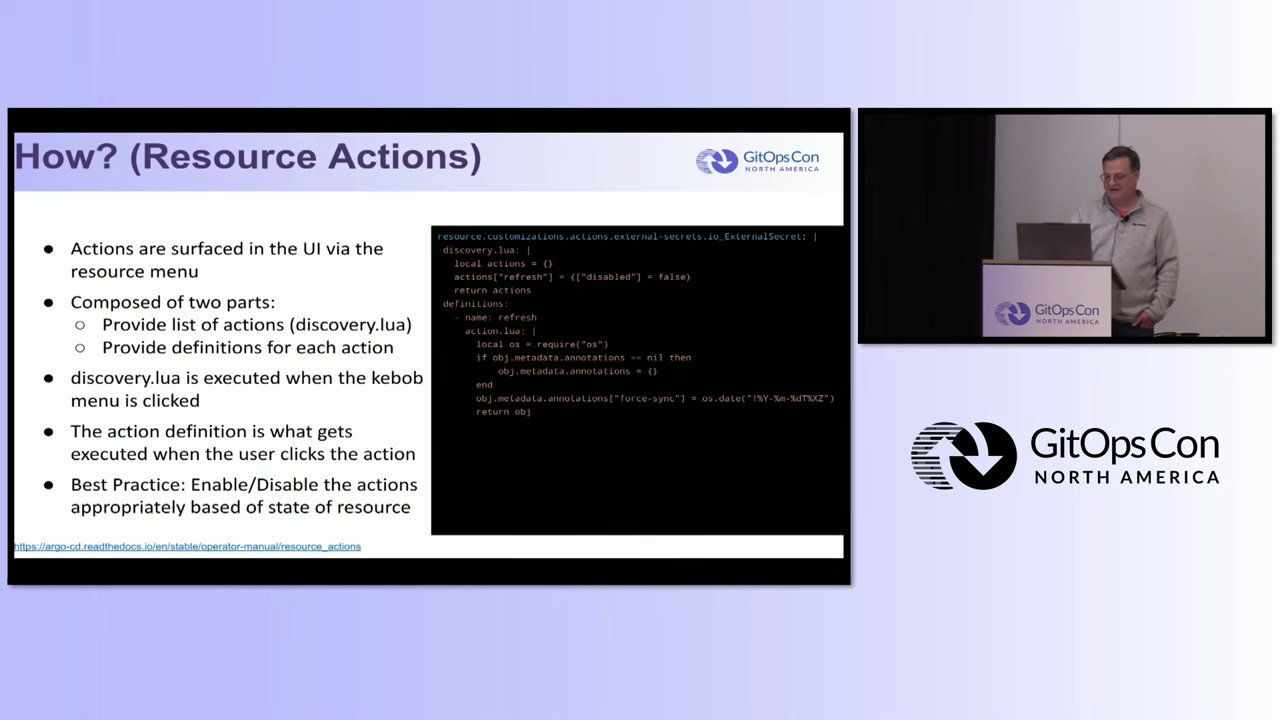 How? (Resource Actions)
GitOpsCon
NORTH AMERICA
● Actions are surfaced in the UI via the
resource menu
● Composed of two parts:
○ Provide list of actions (discovery.lua)
○ Provide definitions for each action
● discovery.lua is executed when the kebob
menu is clicked
● The action definition is what gets
executed when the user clicks the action
● Best Practice: Enable/Disable the actions
appropriately based of state of resource
https://argo-cd.readthedocs.io/en/stable/operator-manual/resource_actions
resource.customizations.actions.external-secrets.io_ExternalSecret: |
discovery.lua: |
local actions = {}
actions["refresh"] = {["disabled"] = false}
return actions
definitions:
- name: refresh
action.lua: |
local os = require("os")
if obj.metadata.annotations == nil then
obj.metadata.annotations = {}
end
obj.metadata.annotations["force-sync"] = os.date("!%Y-%m-%dT%XZ")
return obj
GitOpsCon
NORTH AMERICA
GitOpsCon
NORTH AMERICA